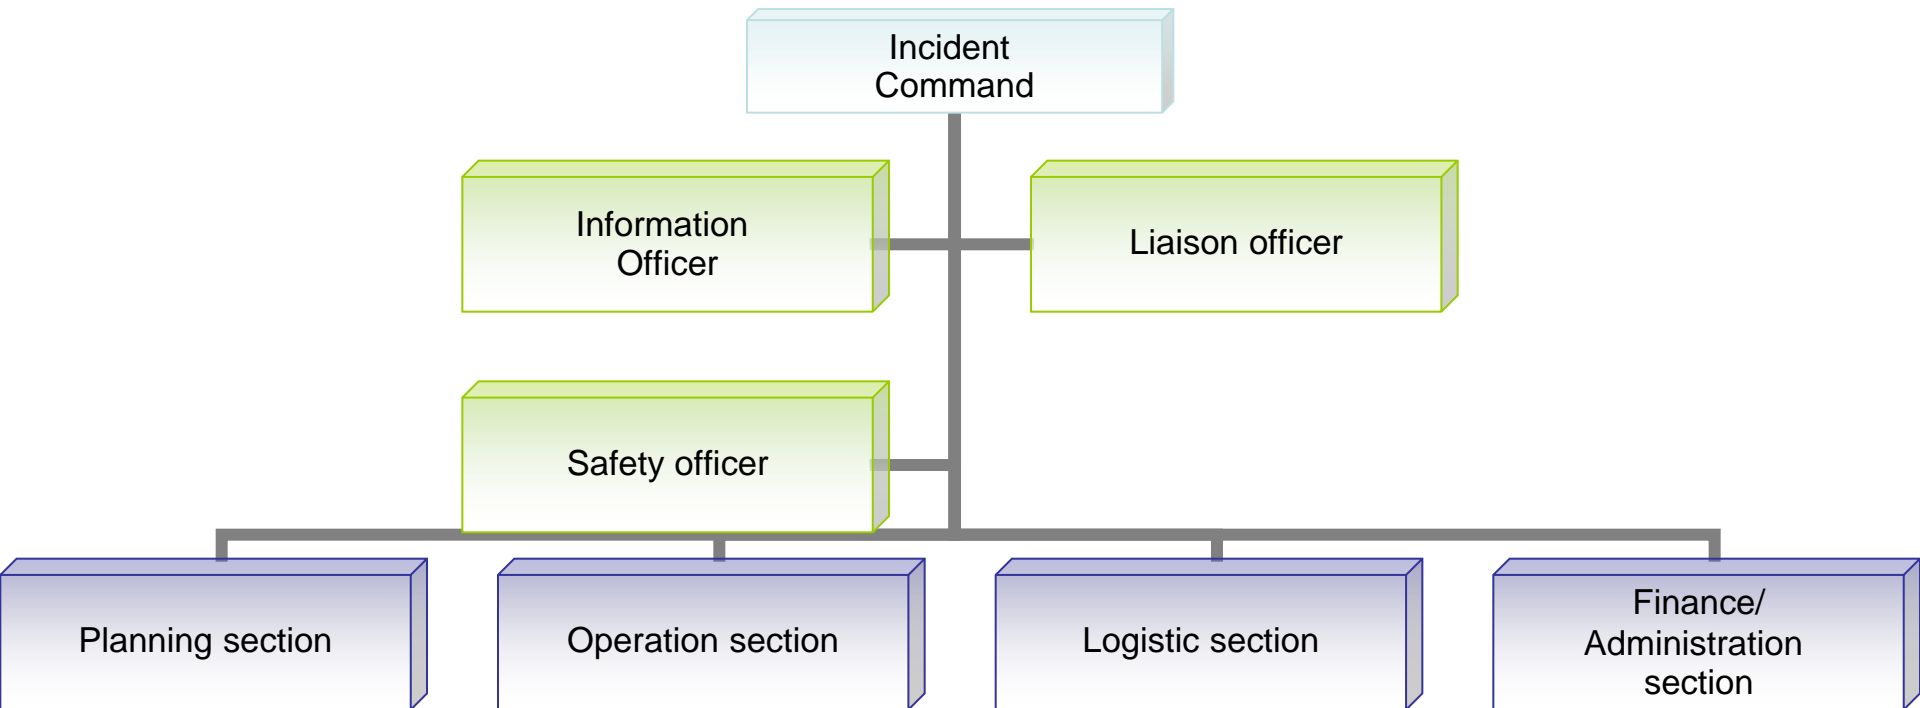 Incident
Command
Information
Officer
Liaison officer
Safety officer
Planning section
Operation section
Logistic section
Finance/
Administration
section